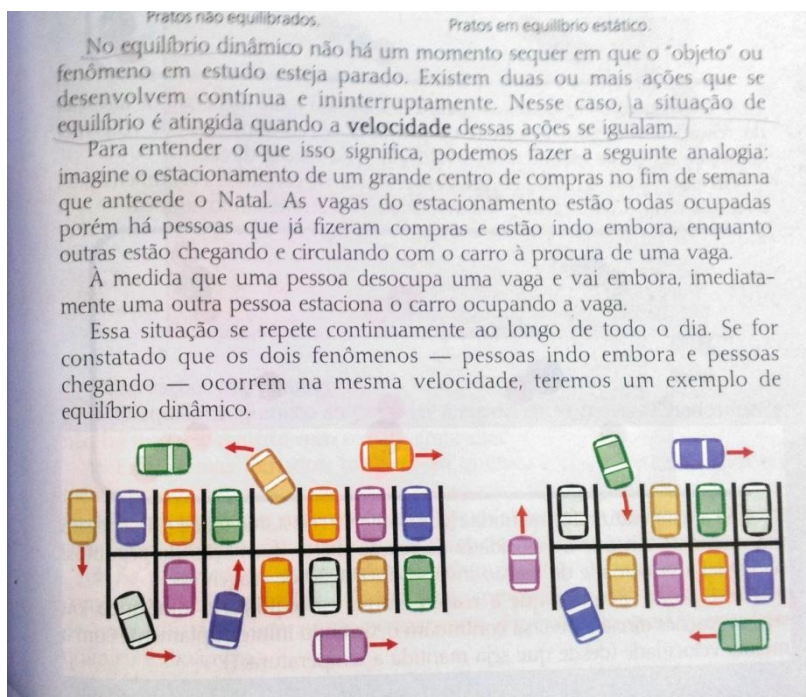 Pratos não equilibrados.
Pratos em equilíbrio estático.
No equilíbrio dinâmico não há um momento sequer em que o "objeto" ou
fenômeno em estudo esteja parado. Existem duas ou mais ações que se
desenvolvem contínua e ininterruptamente. Nesse caso, a situação de
equilíbrio é atingida quando a velocidade dessas ações se igualam.
Para entender o que isso significa, podemos fazer a seguinte analogia:
imagine o estacionamento de um grande centro de compras no fim de semana
que antecede o Natal. As vagas do estacionamento estão todas ocupadas
porém há pessoas que já fizeram compras e estão indo embora, enquanto
outras estão chegando e circulando com o carro à procura de uma vaga.
À medida que uma pessoa desocupa uma vaga e vai embora, imediata-
mente uma outra pessoa estaciona o carro ocupando a vaga.
Essa situação se repete continuamente ao longo de todo o dia. Se for
constatado que os dois fenômenos — pessoas indo embora e pessoas
chegando — ocorrem na mesma velocidade, teremos um exemplo de
equilíbrio dinâmico.